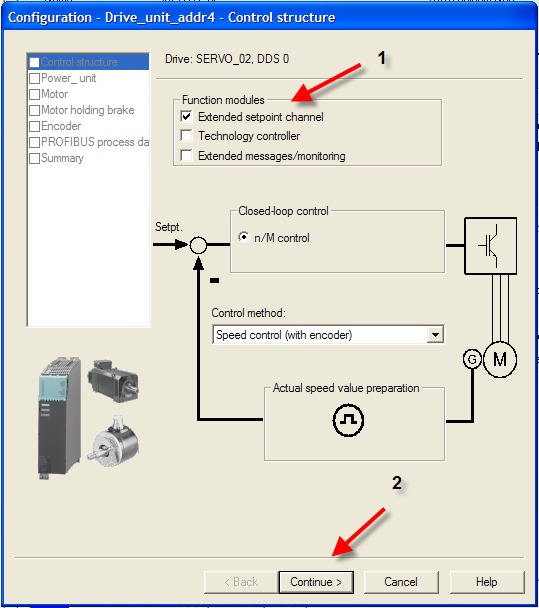 Configuration - Drive_unit_addr4 - Control structure
Control structure
Power_ unit
Motor
Motor holding brake
Encoder
PROFIBUS process da
Summary
Drive: SERVO_02, DDS 0
1
Function modules
Extended setpoint channel
Technology controller
Extended messages/monitoring
Closed-loop control
Setpt.
n/M control
Control method:
Speed control (with encoder)
G
M
Actual speed value preparation
2
< Back
Continue >
Cancel
Help